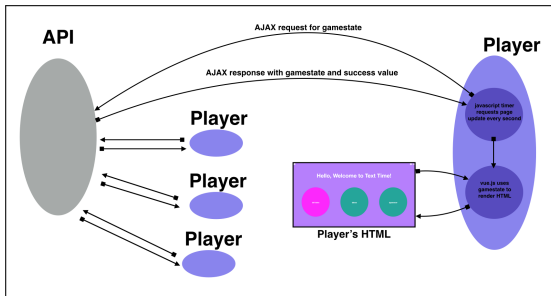 API
AJAX request for gamestate
Player
AJAX response with gamestate and success value
javascript timer
requests page
update every second
Player
Player
Player
Hello, Welcome to Text Time!
vue.js uses
gamestate to
render HTML
Player's HTML